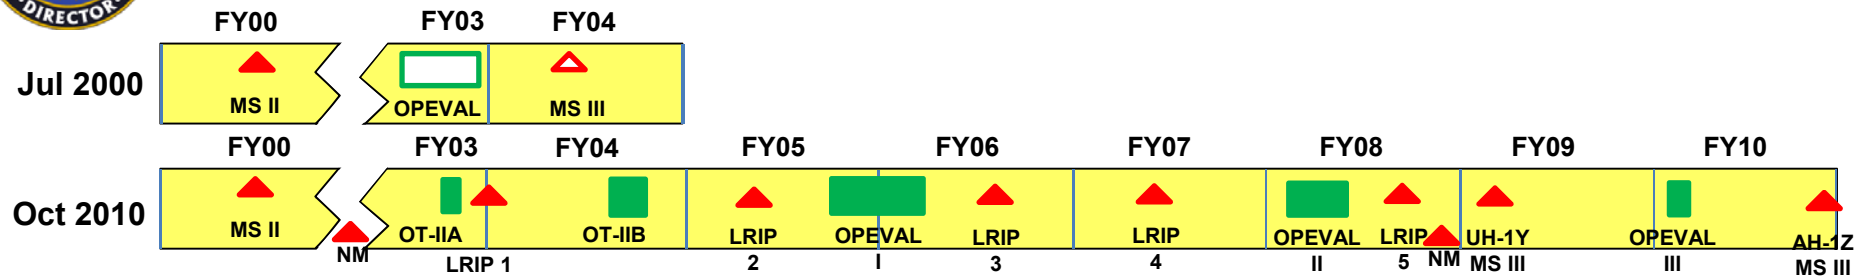 DIRECTOR
FY00 FY03 FY04
Jul 2000
MS II OPEVAL MS III
FY00 FY03 FY04 FY05 FY06 FY07 FY08 FY09 FY10
Oct 2010
MS II NM OT-IIA LRIP 1 OT-IIB LRIP 2 OPEVAL I LRIP 3 LRIP 4 OPEVAL II LRIP 5 NM UH-1Y MS III OPEVAL III AH-1Z MS III